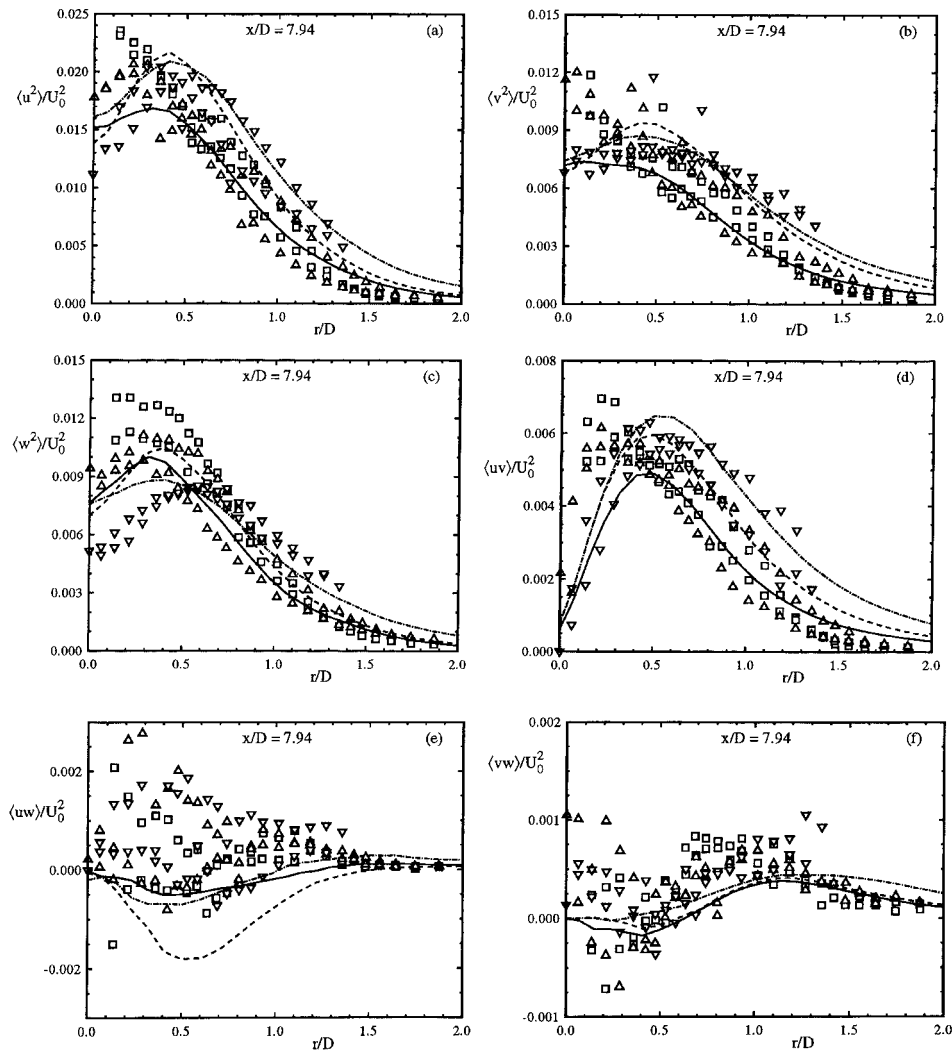 x/D = 7.94
(a)
⟨u²⟩/U₀²
0.025
0.020
0.015
0.010
0.005
0.000
0.0 0.5 1.0 1.5 2.0
r/D
x/D = 7.94
(b)
⟨v²⟩/U₀²
0.015
0.012
0.009
0.006
0.003
0.000
0.0 0.5 1.0 1.5 2.0
r/D
x/D = 7.94
(c)
⟨w²⟩/U₀²
0.015
0.012
0.009
0.006
0.003
0.000
0.0 0.5 1.0 1.5 2.0
r/D
x/D = 7.94
(d)
⟨uv⟩/U₀²
0.008
0.006
0.004
0.002
0.000
0.0 0.5 1.0 1.5 2.0
r/D
x/D = 7.94
(e)
⟨uw⟩/U₀²
0.002
0.000
-0.002
0.0 0.5 1.0 1.5 2.0
r/D
x/D = 7.94
(f)
⟨vw⟩/U₀²
0.002
0.001
0.000
-0.001
0.0 0.5 1.0 1.5 2.0
r/D